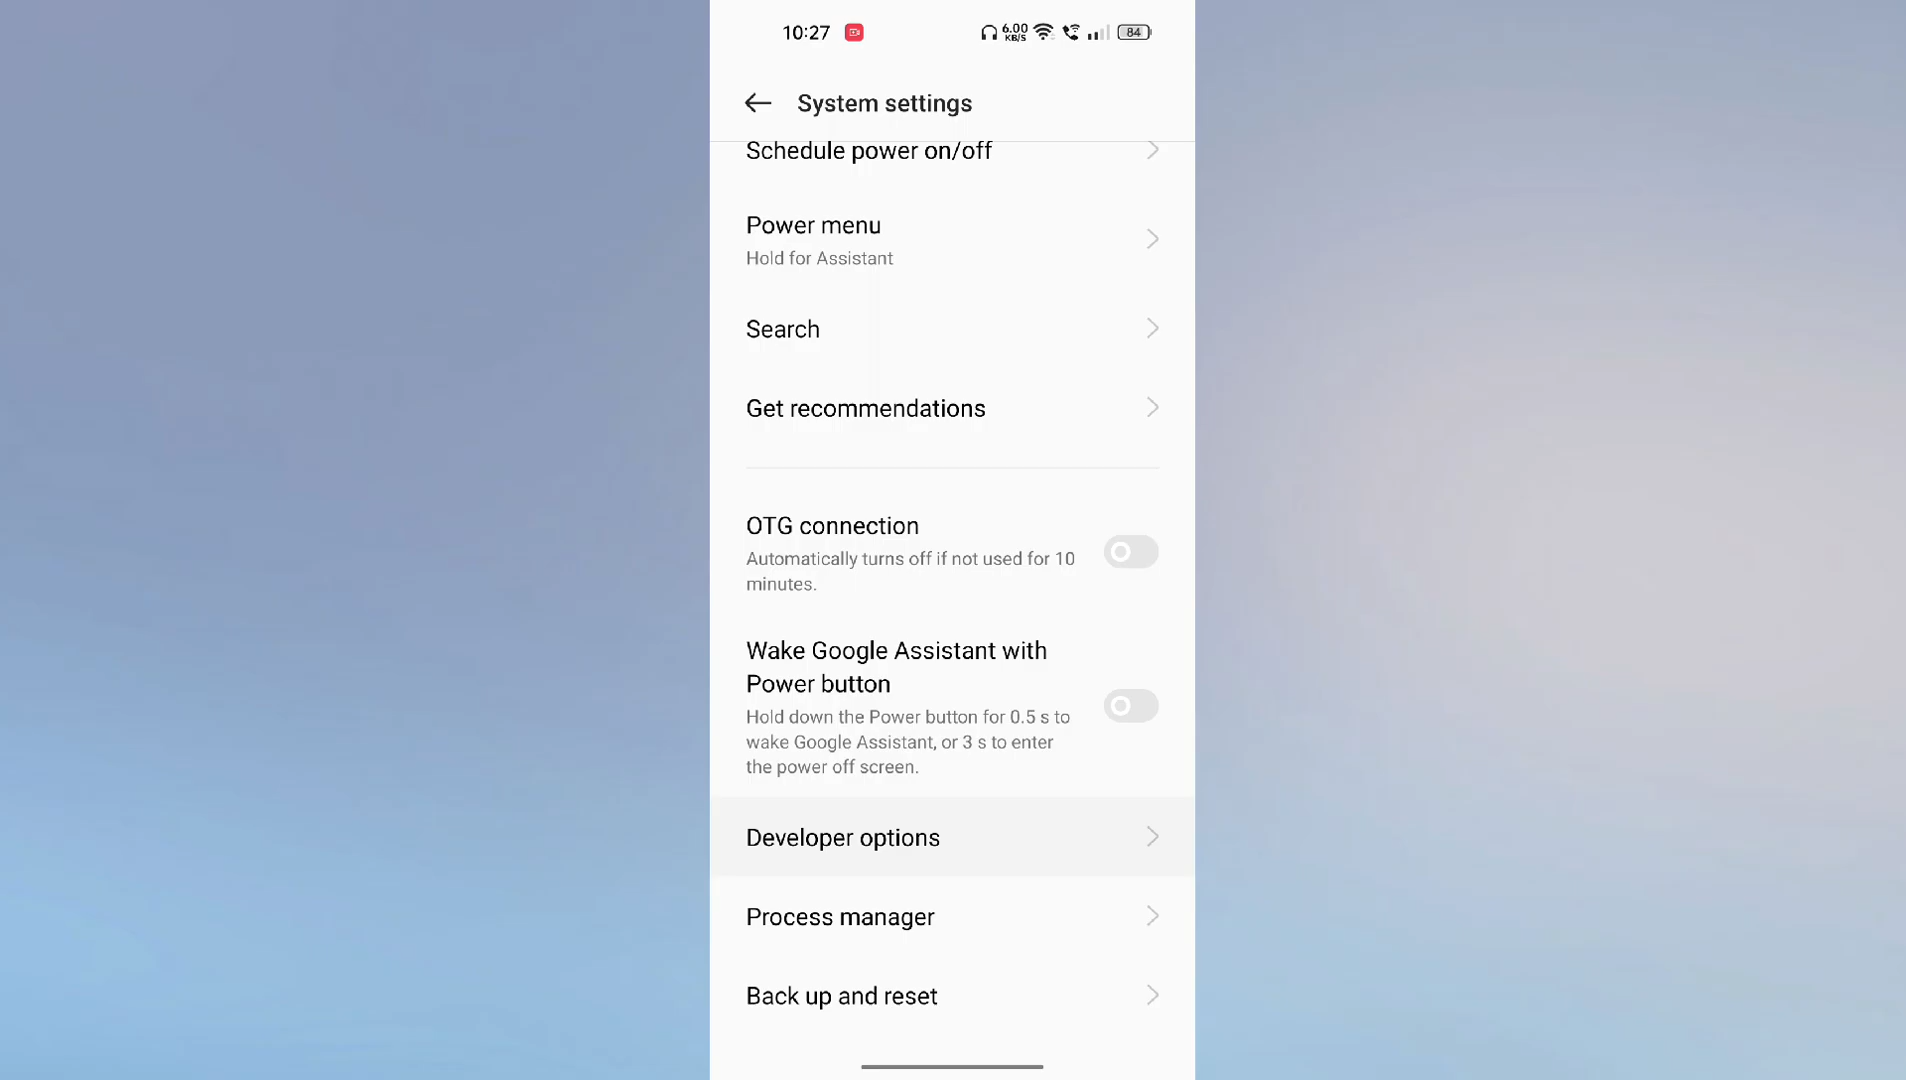 10:27
6.00
KB/S
84
System settings
Schedule power on/off
Power menu
Hold for Assistant
Search
Get recommendations
OTG connection
Automatically turns off if not used for 10
minutes.
Wake Google Assistant with
Power button
Hold down the Power button for 0.5 s to
wake Google Assistant, or 3 s to enter
the power off screen.
Developer options
Process manager
Back up and reset